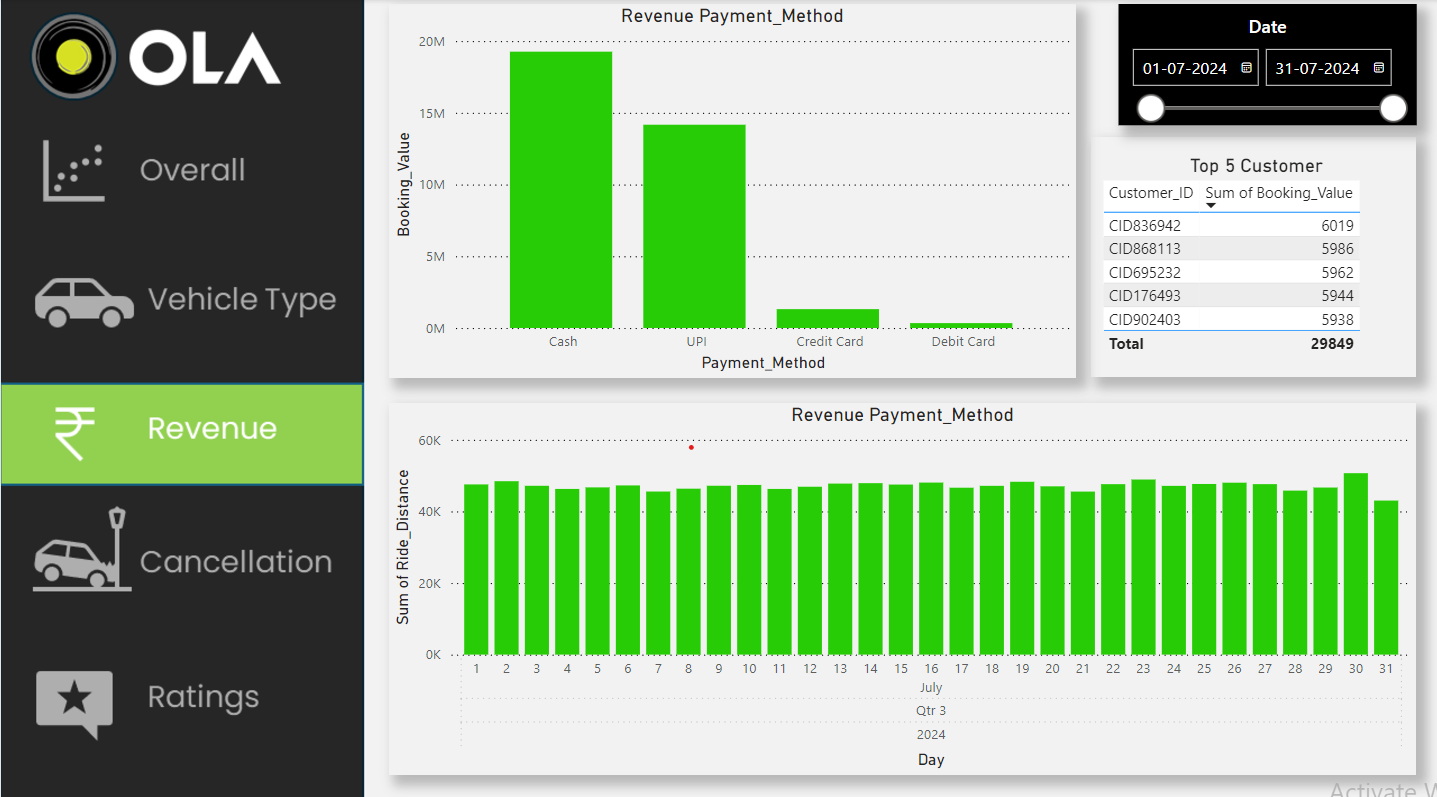 OLA
Overall
Vehicle Type
₹ Revenue
Cancellation
Ratings
Revenue Payment_Method
Booking_Value
20M
15M
10M
5M
0M
Cash UPI Credit Card Debit Card
Payment_Method
Date
01-07-2024 31-07-2024
Top 5 Customer
Customer_ID Sum of Booking_Value
CID836942 6019
CID868113 5986
CID695232 5962
CID176493 5944
CID902403 5938
Total 29849
Revenue Payment_Method
Sum of Ride_Distance
60K
40K
20K
0K
1 2 3 4 5 6 7 8 9 10 11 12 13 14 15 16 17 18 19 20 21 22 23 24 25 26 27 28 29 30 31
July
Qtr 3
2024
Day
Activate W